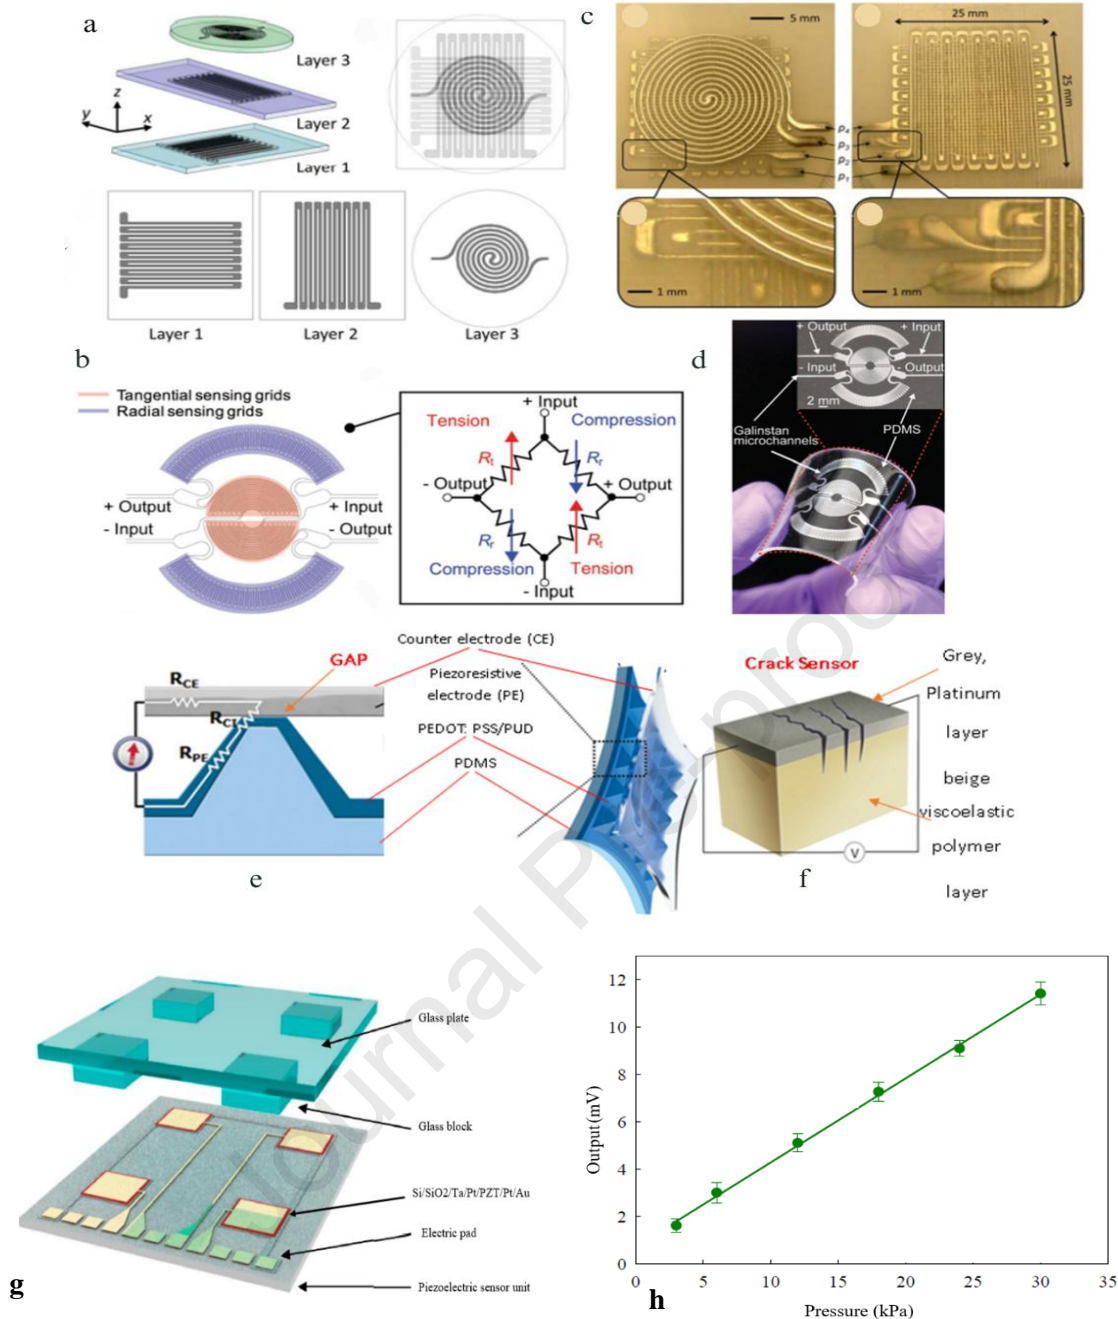 a
Layer 3
Layer 2
Layer 1
z
y
x
Layer 1
Layer 2
Layer 3
c
5 mm
25 mm
25 mm
p4
p3
p2
p1
1 mm
1 mm
b
Tangential sensing grids
Radial sensing grids
+ Output
- Input
+ Input
- Output
+ Input
Tension
Compression
Rt
Rr
- Output
+ Output
Rr
Rt
Compression
Tension
- Input
d
+ Output
+ Input
- Input
- Output
2 mm
Galinstan
microchannels
PDMS
Counter electrode (CE)
GAP
Piezoresistive
electrode (PE)
PEDOT: PSS/PUD
PDMS
RCE
RCI
RPE
e
Crack Sensor
Grey,
Platinum
layer
beige
viscoelastic
polymer
layer
V
f
Journal Pre-proof
Glass plate
Glass block
Si/SiO2/Ta/Pt/PZT/Pt/Au
Electric pad
Piezoelectric sensor unit
g
12
10
8
6
4
2
0
Output (mV)
0
5
10
15
20
25
30
35
Pressure (kPa)
h